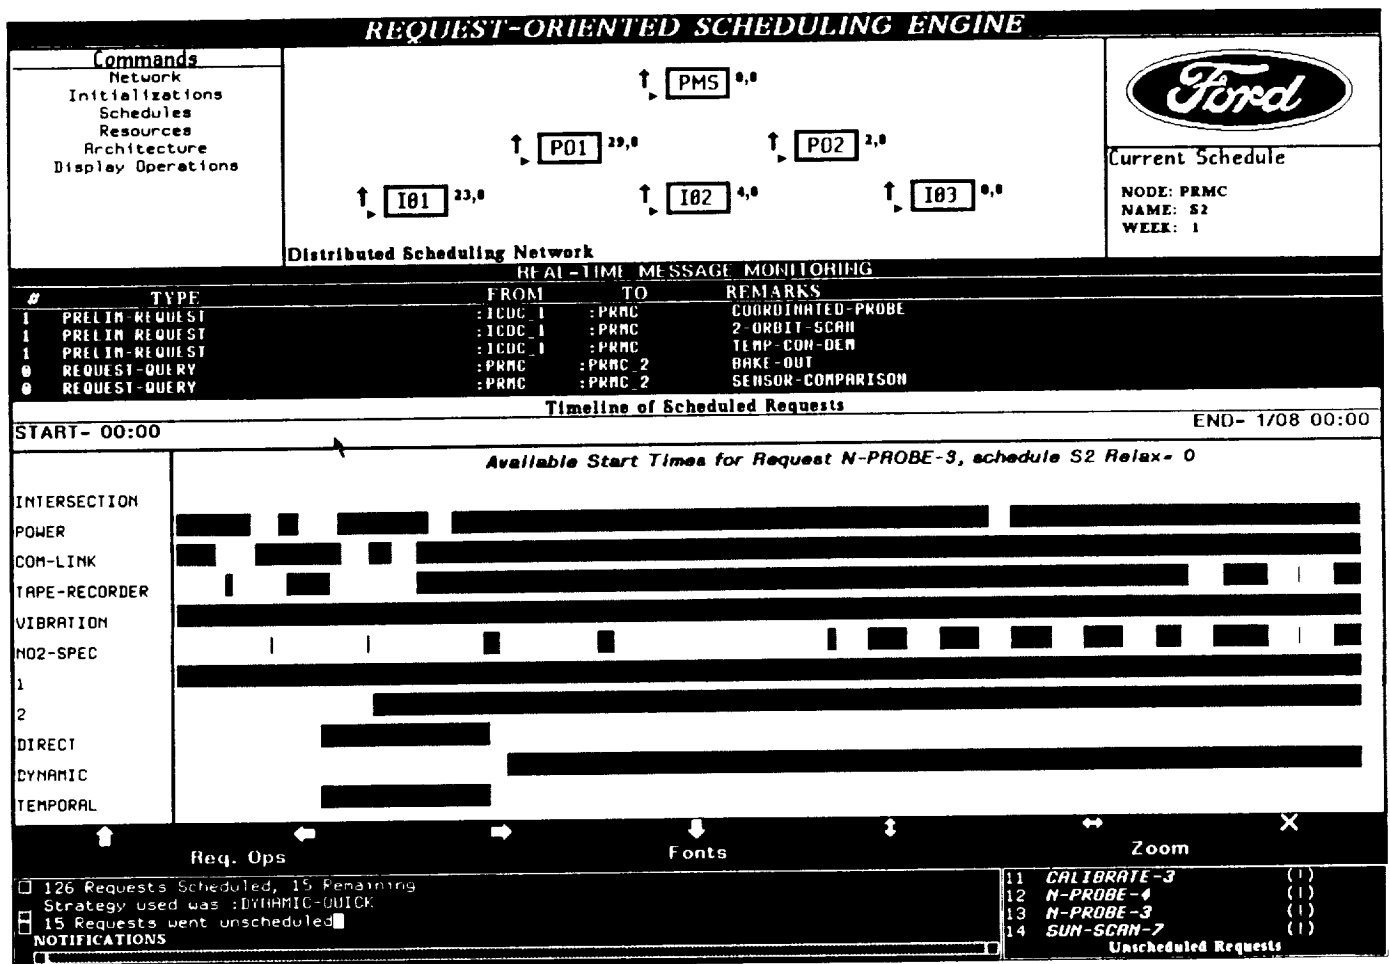 REQUEST-ORIENTED SCHEDULING ENGINE
Commands
Network
Initializations
Schedules
Resources
Architecture
Display Operations
PMS 0,0
P01 29,0
P02 2,0
I01 23,0
I02 4,0
I03 0,0
Distributed Scheduling Network
Ford
Current Schedule
NODE: PRMC
NAME: S2
WEEK: 1
REAL-TIME MESSAGE MONITORING
# TYPE FROM TO REMARKS
1 PRELIM-REQUEST :ICDC_1 :PRMC COORDINATED-PROBE
1 PRELIM-REQUEST :ICDC_1 :PRMC 2-ORBIT-SCAN
1 PRELIM-REQUEST :ICDC_1 :PRMC TEMP-CON-DEM
0 REQUEST-QUERY :PRMC :PRMC_2 BAKE-OUT
0 REQUEST-QUERY :PRMC :PRMC_2 SENSOR-COMPARISON
Timeline of Scheduled Requests
START- 00:00
END- 1/08 00:00
Available Start Times for Request N-PROBE-3, schedule S2 Relax= 0
INTERSECTION
POWER
COM-LINK
TAPE-RECORDER
VIBRATION
NO2-SPEC
1
2
DIRECT
DYNAMIC
TEMPORAL
Req. Ops
Fonts
Zoom
126 Requests Scheduled, 15 Remaining
Strategy used was :DYNAMIC-QUICK
15 Requests went unscheduled
NOTIFICATIONS
11 CALIBRATE-3 (1)
12 N-PROBE-4 (1)
13 N-PROBE-3 (1)
14 SUN-SCAN-7 (1)
Unscheduled Requests